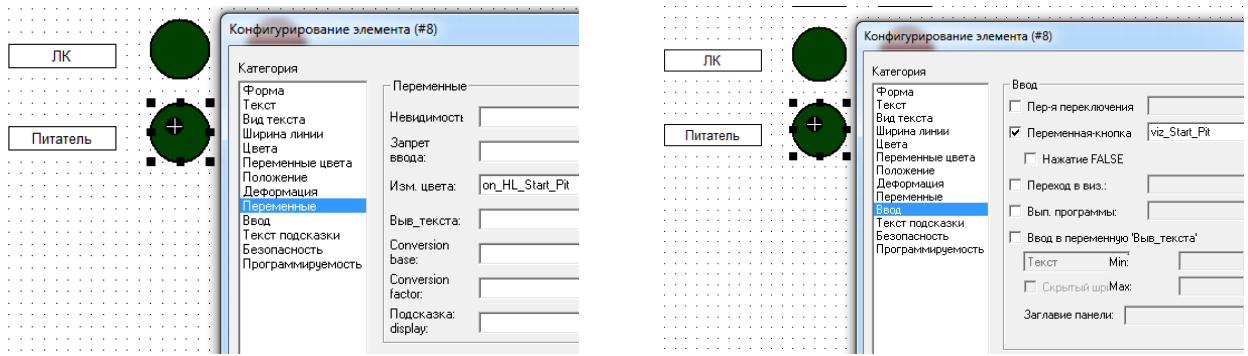 Конфигурирование элемента (#8)
ЛК
Питатель
Категория
Форма
Текст
Вид текста
Ширина линии
Цвета
Переменные цвета
Положение
Деформация
Переменные
Ввод
Текст подсказки
Безопасность
Программируемость
Переменные
Невидимость
Запрет
ввода:
Изм. цвета: on_HL_Start_Pit
Выв_текста:
Conversion
base:
Conversion
factor:
Подсказка:
display:
Конфигурирование элемента (#8)
ЛК
Питатель
Категория
Форма
Текст
Вид текста
Ширина линии
Цвета
Переменные цвета
Положение
Деформация
Переменные
Ввод
Текст подсказки
Безопасность
Программируемость
Ввод
Пер-я переключения
Переменная-кнопка viz_Start_Pit
Нажатие FALSE
Переход в виз.:
Вып. программы:
Ввод в переменную 'Выв_текста'
Текст Min:
Скрытый шри Max:
Заглавие панели: